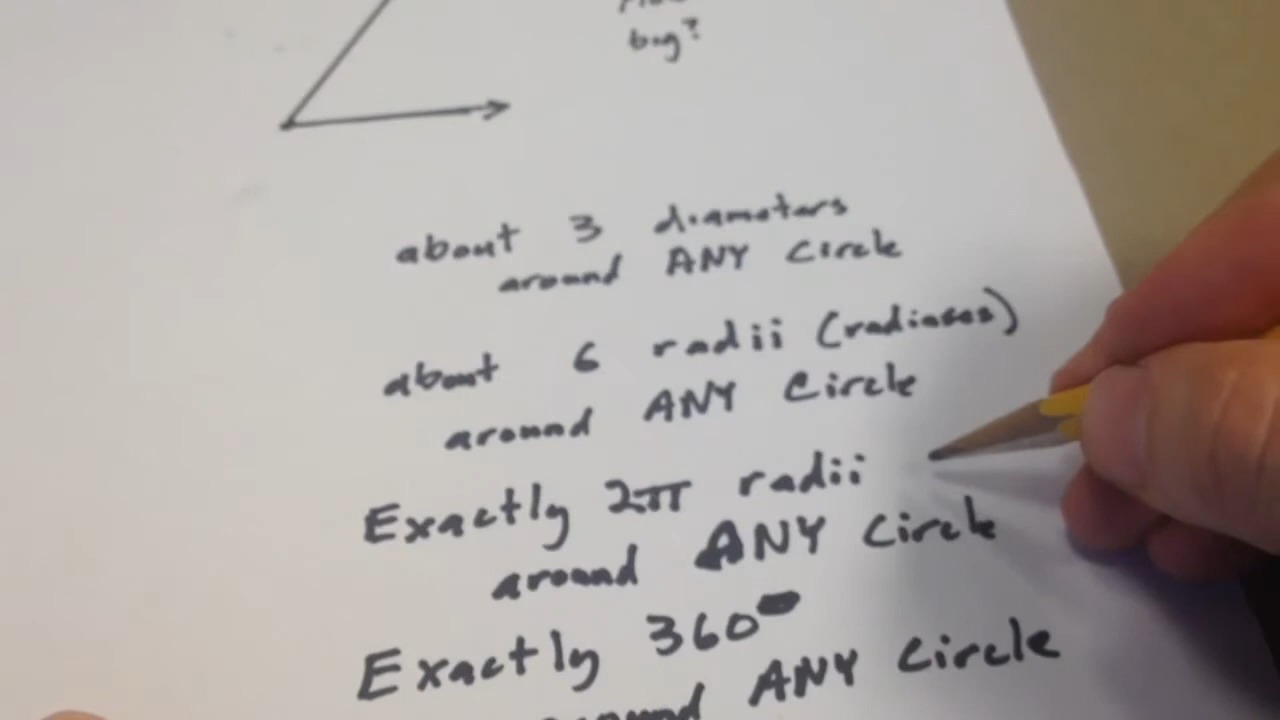 big?
about 3 diameters
around ANY Circle
about 6 radii (radiuses)
around ANY Circle
Exactly 2π radii
around ANY Circle
Exactly 360°
around ANY Circle